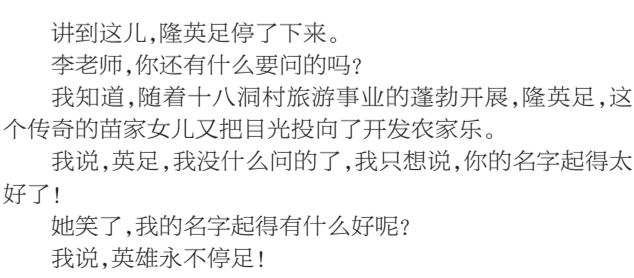 讲到这儿,隆英足停了下来。
李老师,你还有什么要问的吗?
我知道,随着十八洞村旅游事业的蓬勃开展,隆英足,这
个传奇的苗家女儿又把目光投向了开发农家乐。
我说,英足,我没什么问的了,我只想说,你的名字起得太
好了!
她笑了,我的名字起得有什么好呢?
我说,英雄永不停足!